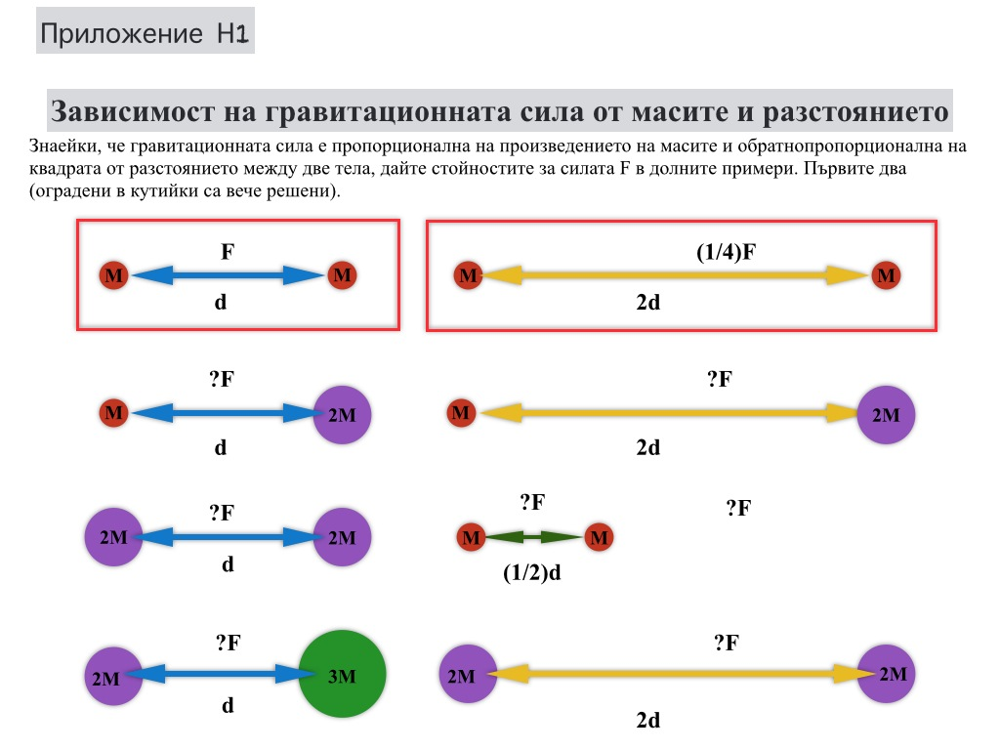 Приложение H1
Зависимост на гравитационната сила от масите и разстоянието
Знаейки, че гравитационната сила е пропорционална на произведението на масите и обратнопропорционална на
квадрата от разстоянието между две тела, дайте стойностите за силата F в долните примери. Първите два
(оградени в кутийки са вече решени).
F
M M
d
(1/4)F
M M
2d
?F
M 2M
d
?F
M 2M
2d
?F
2M 2M
d
?F
M M
(1/2)d
?F
?F
2M 3M
d
?F
2M 2M
2d